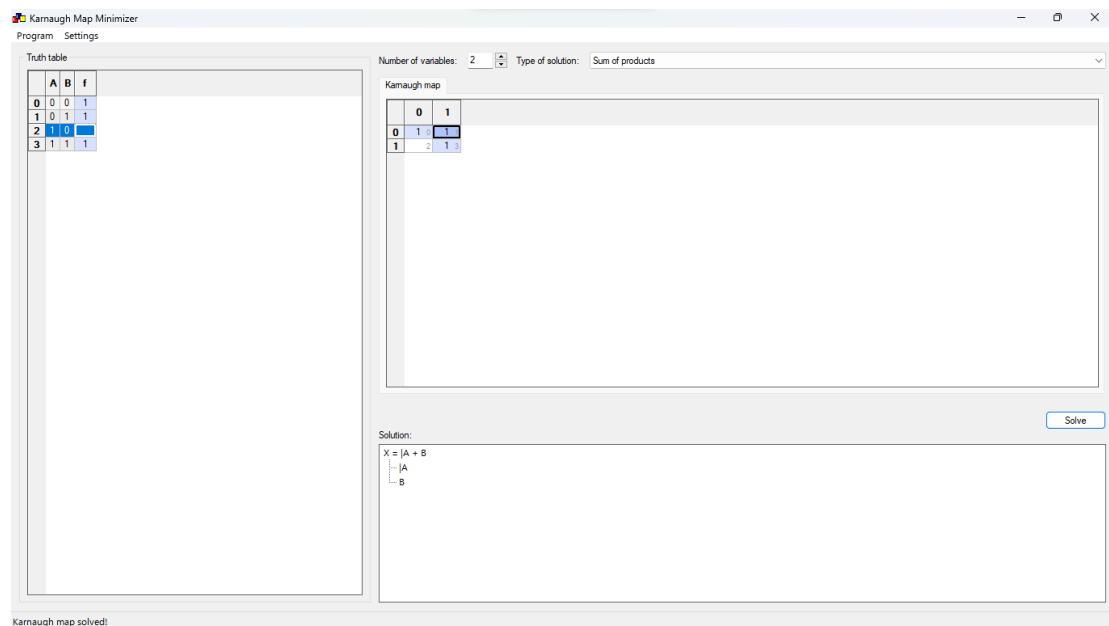 Karnaugh Map Minimizer
Program Settings
Truth table
A B f
0 0 0 1
1 0 1 1
2 1 0
3 1 1 1
Number of variables: 2 Type of solution: Sum of products
Karnaugh map
0 1
0 1 0 1
1 2 1 3
Solve
Solution:
X = |A + B
|A
B
Karnaugh map solved!